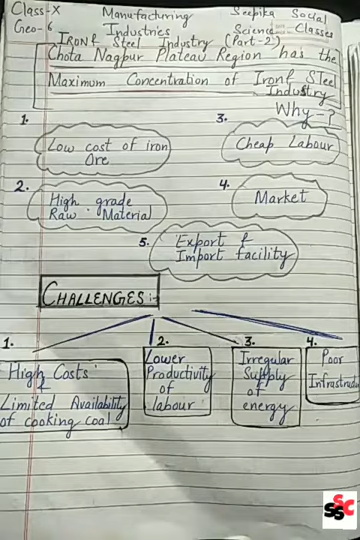 Class-X
Geo-6
Manufacturing
Industries
Deepika Social
Science Classes
Iron & Steel Industry (Part-2)
Chota Nagpur Plateau Region has the
Maximum Concentration of Iron & Steel
Industry
Why-?
1.
Low cost of iron
Ore
2.
High grade
Raw Material
3.
Cheap Labour
4.
Market
5.
Export &
Import facility
CHALLENGES:-
1.
High Costs
&
Limited Availability
of cooking coal
2.
Lower
Productivity
of
labour
3.
Irregular
Supply
of
energy
4.
Poor
SSC